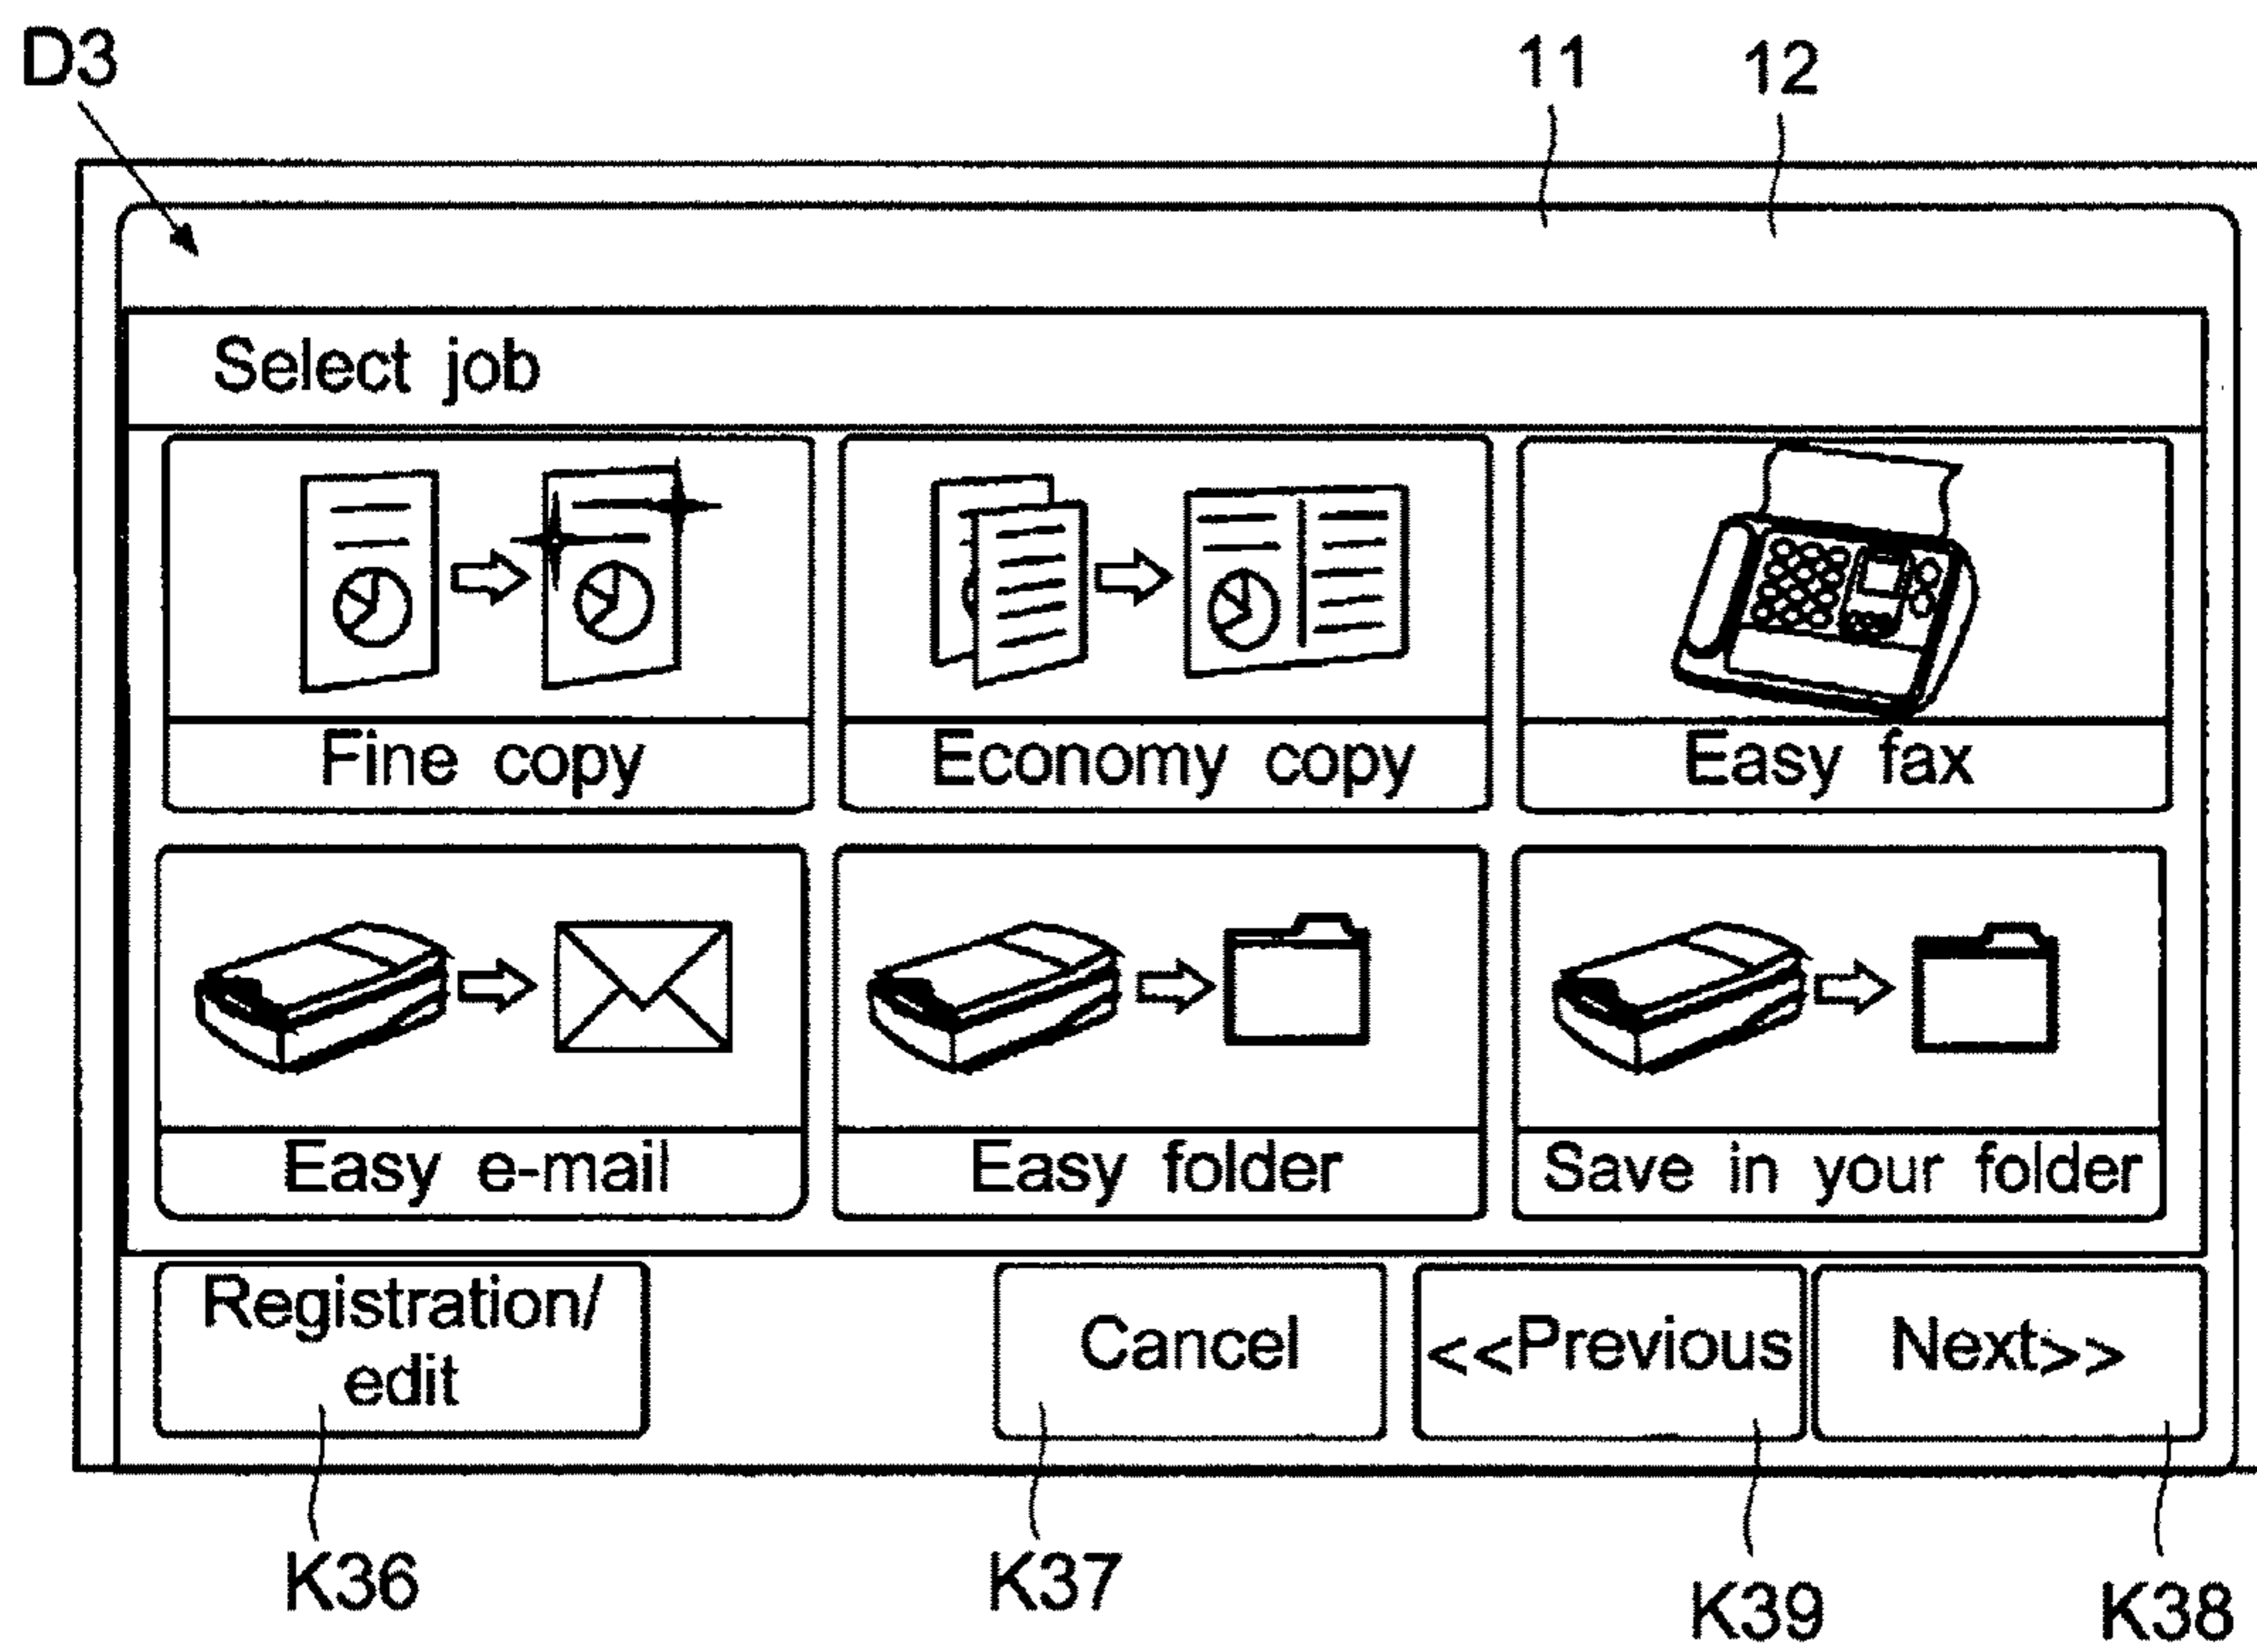 D3
11
12
Select job
Fine copy
Economy copy
Easy fax
Easy e-mail
Easy folder
Save in your folder
Registration/
edit
Cancel
<<Previous
Next>>
K36
K37
K39
K38